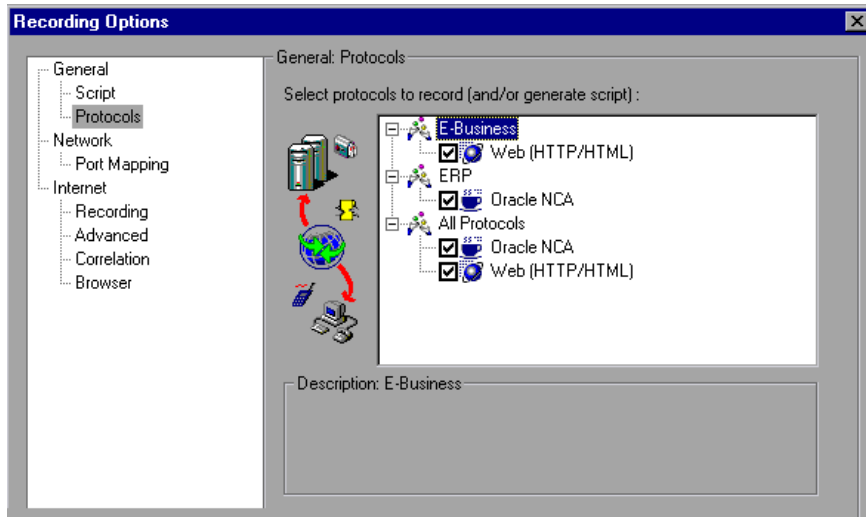 Recording Options
General
Script
Protocols
Network
Port Mapping
Internet
Recording
Advanced
Correlation
Browser
General: Protocols
Select protocols to record (and/or generate script) :
E-Business
Web (HTTP/HTML)
ERP
Oracle NCA
All Protocols
Oracle NCA
Web (HTTP/HTML)
Description: E-Business